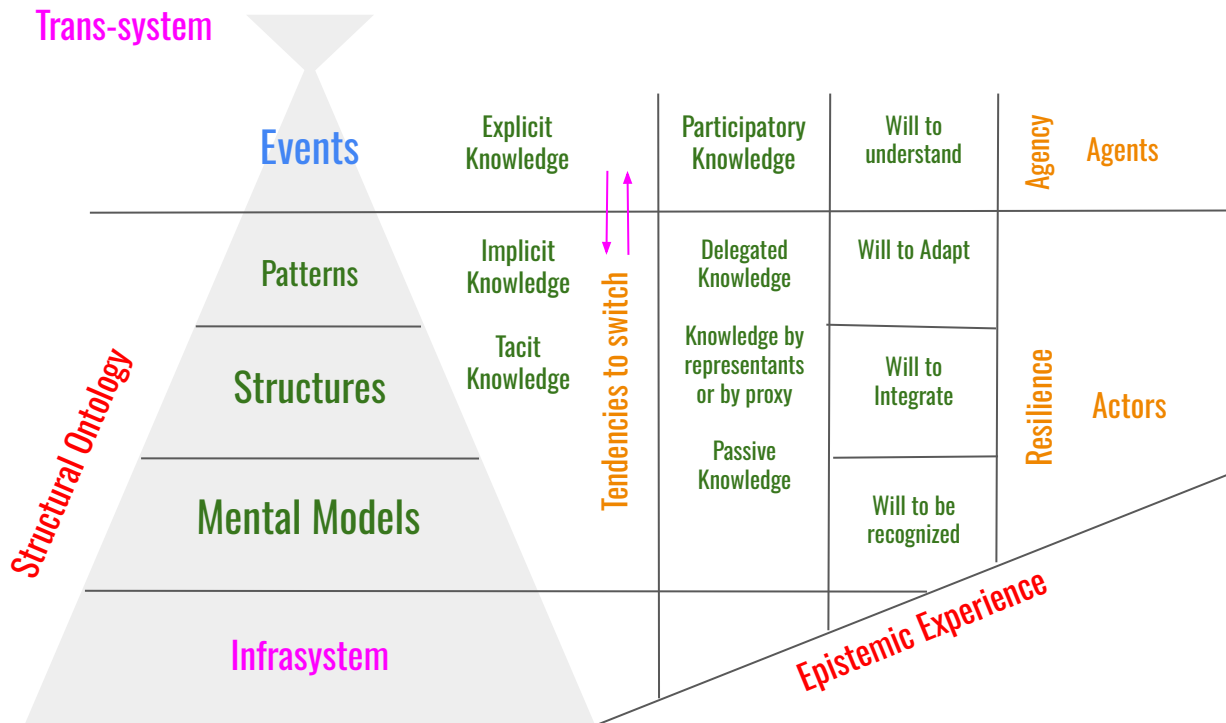 Trans-system
Events
Explicit
Knowledge
Participatory
Knowledge
Will to
understand
Agency
Agents
Patterns
Implicit
Knowledge
Delegated
Knowledge
Will to Adapt
Structures
Tacit
Knowledge
Tendencies to switch
Knowledge by
representants
or by proxy
Will to
Integrate
Resilience
Actors
Structural Ontology
Mental Models
Passive
Knowledge
Will to be
recognized
Infrasystem
Epistemic Experience